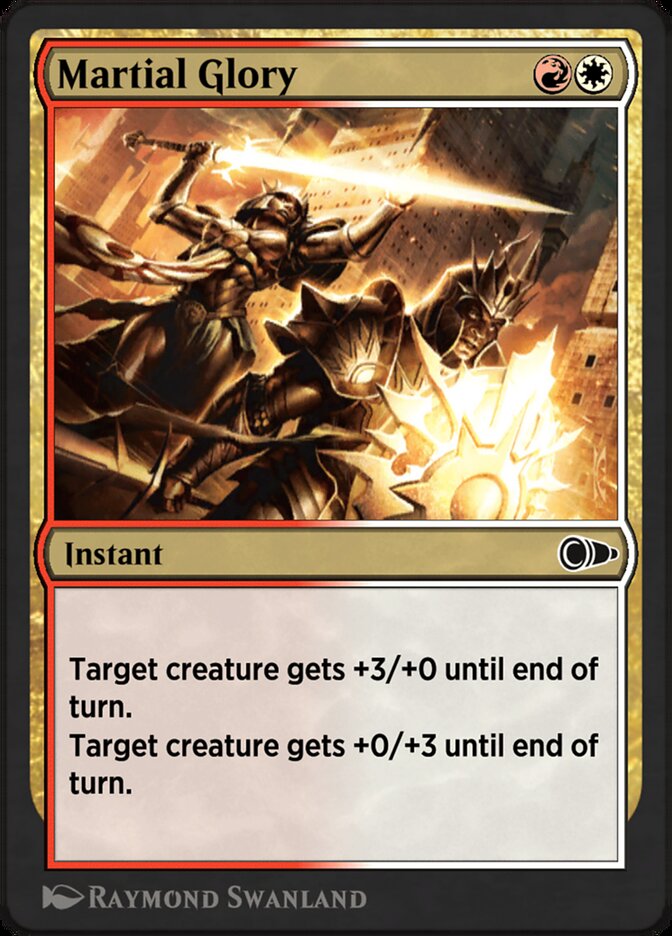 Martial Glory
Instant
Target creature gets +3/+0 until end of
turn.
Target creature gets +0/+3 until end of
turn.
Raymond Swanland